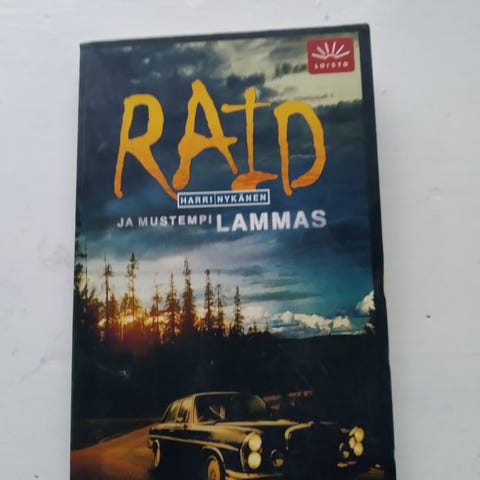 LOISTO
RAID
HARRI NYKÄNEN
JA MUSTEMPI LAMMAS